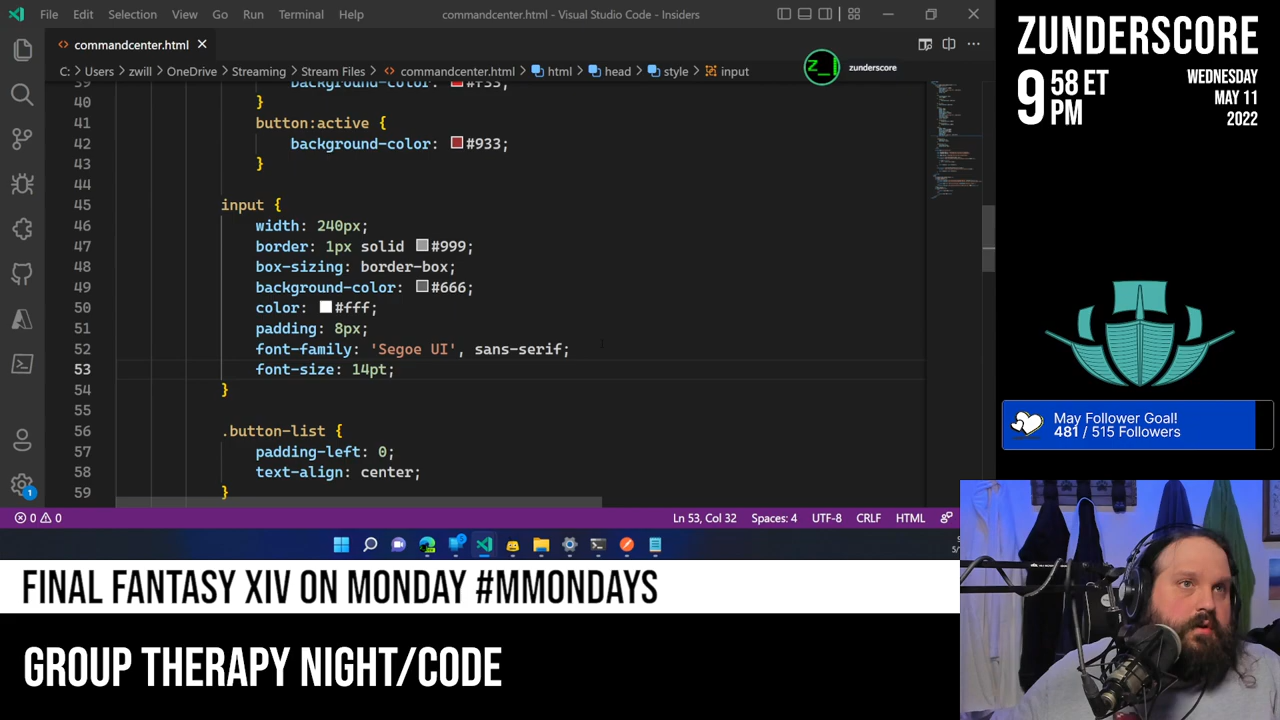 File Edit Selection View Go Run Terminal Help
commandcenter.html - Visual Studio Code - Insiders
commandcenter.html
C: > Users > zwill > OneDrive > Streaming > Stream Files > commandcenter.html > html > head > style > input
z_|
zunderscore
39 background-color: #f33;
40 }
41 button:active {
42 background-color: #933;
43 }
44
45 input {
46 width: 240px;
47 border: 1px solid #999;
48 box-sizing: border-box;
49 background-color: #666;
50 color: #fff;
51 padding: 8px;
52 font-family: 'Segoe UI', sans-serif;
53 font-size: 14pt;
54 }
55
56 .button-list {
57 padding-left: 0;
58 text-align: center;
59 }
1
0 0
Ln 53, Col 32 Spaces: 4 UTF-8 CRLF HTML
ZUNDERSCORE
9 58 ET PM
WEDNESDAY
MAY 11
2022
May Follower Goal!
481 / 515 Followers
FINAL FANTASY XIV ON MONDAY #MMONDAYS
GROUP THERAPY NIGHT/CODE